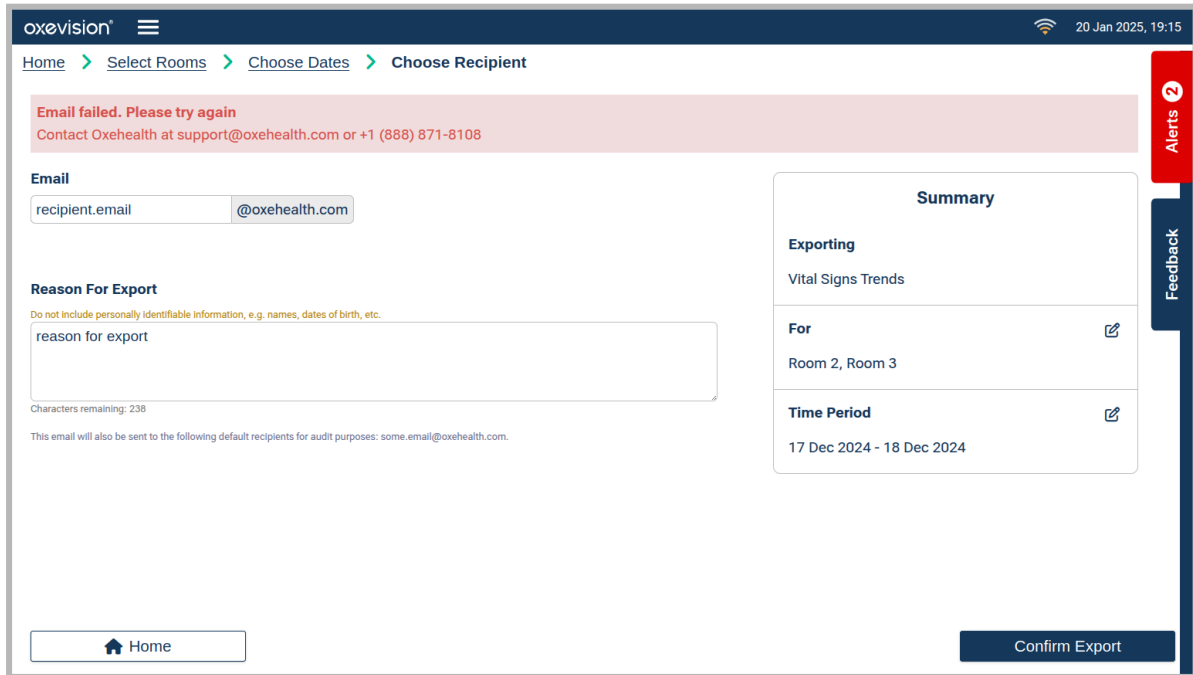 oxevision®
20 Jan 2025, 19:15
Home > Select Rooms > Choose Dates > Choose Recipient
Email failed. Please try again
Contact Oxehealth at support@oxehealth.com or +1 (888) 871-8108
Alerts 2
Feedback
Email
recipient.email @oxehealth.com
Reason For Export
Do not include personally identifiable information, e.g. names, dates of birth, etc.
reason for export
Characters remaining: 238
This email will also be sent to the following default recipients for audit purposes: some.email@oxehealth.com.
Summary
Exporting
Vital Signs Trends
For
Room 2, Room 3
Time Period
17 Dec 2024 - 18 Dec 2024
Home
Confirm Export